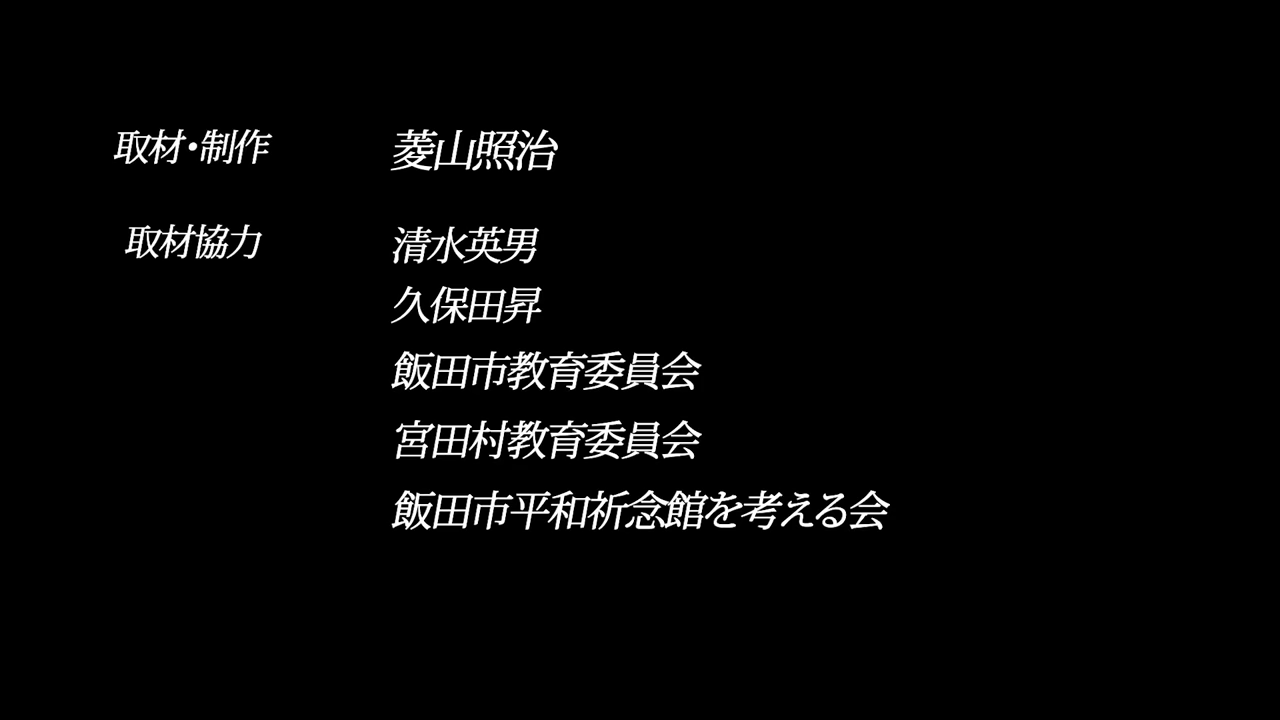 取材・制作 菱山照治
取材協力 清水英男
久保田昇
飯田市教育委員会
宮田村教育委員会
飯田市平和祈念館を考える会